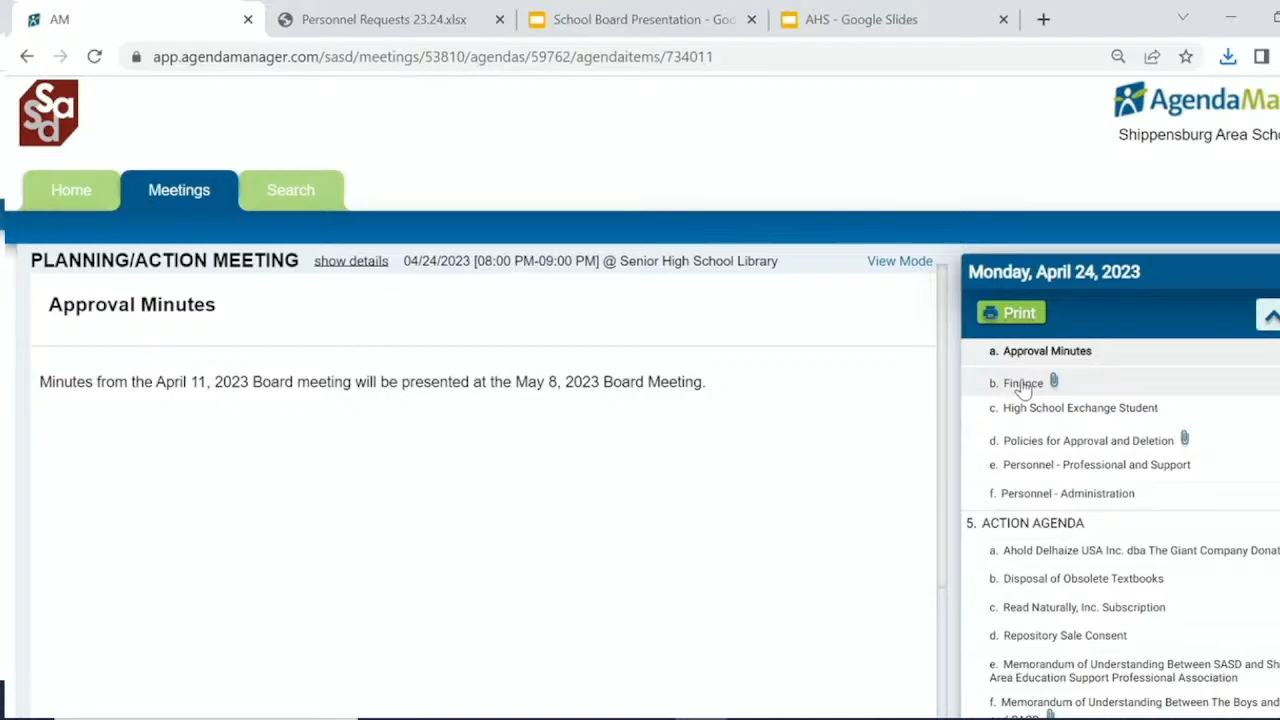 AM
Personnel Requests 23.24.xlsx
School Board Presentation - Goo
AHS - Google Slides
app.agendamanager.com/sasd/meetings/53810/agendas/59762/agendaitems/734011
Sa
sd
AgendaMa
Shippensburg Area Scho
Home
Meetings
Search
PLANNING/ACTION MEETING show details 04/24/2023 [08:00 PM-09:00 PM] @ Senior High School Library View Mode
Approval Minutes
Minutes from the April 11, 2023 Board meeting will be presented at the May 8, 2023 Board Meeting.
Monday, April 24, 2023
Print
a. Approval Minutes
b. Finance
c. High School Exchange Student
d. Policies for Approval and Deletion
e. Personnel - Professional and Support
f. Personnel - Administration
5. ACTION AGENDA
a. Ahold Delhaize USA Inc. dba The Giant Company Donat
b. Disposal of Obsolete Textbooks
c. Read Naturally, Inc. Subscription
d. Repository Sale Consent
e. Memorandum of Understanding Between SASD and Sh
Area Education Support Professional Association
f. Memorandum of Understanding Between The Boys and